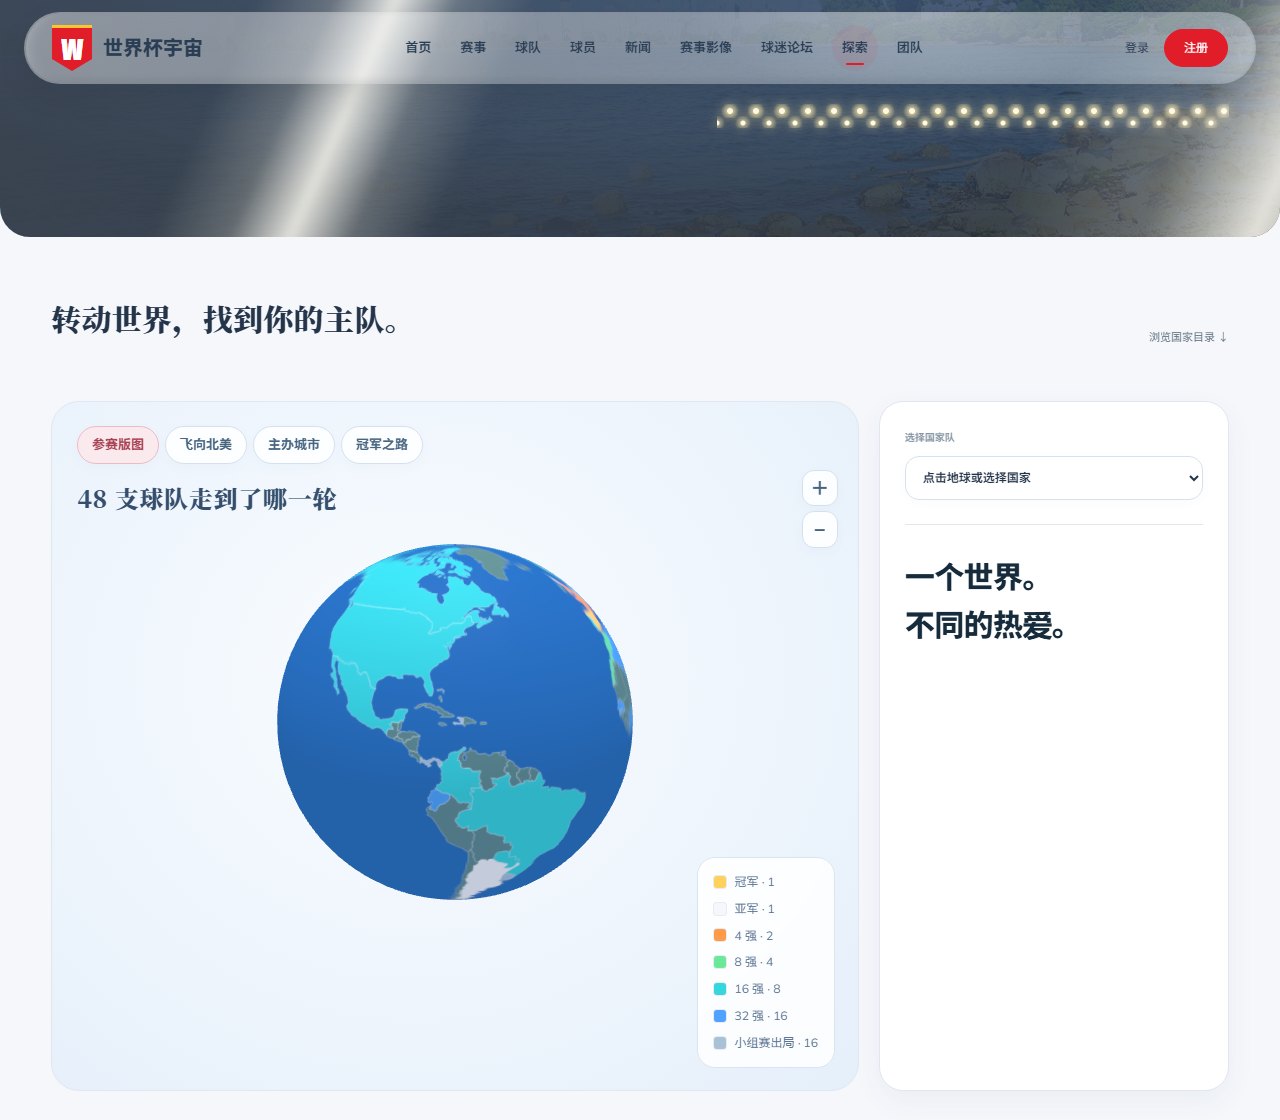 W 世界杯宇宙
首页 赛事 球队 球员 新闻 赛事影像 球迷论坛 探索 团队
登录 注册
转动世界，找到你的主队。
浏览国家目录 ↓
参赛版图 飞向北美 主办城市 冠军之路
48 支球队走到了哪一轮
+
−
冠军 · 1
亚军 · 1
4 强 · 2
8 强 · 4
16 强 · 8
32 强 · 16
小组赛出局 · 16
选择国家队
点击地球或选择国家
一个世界。
不同的热爱。